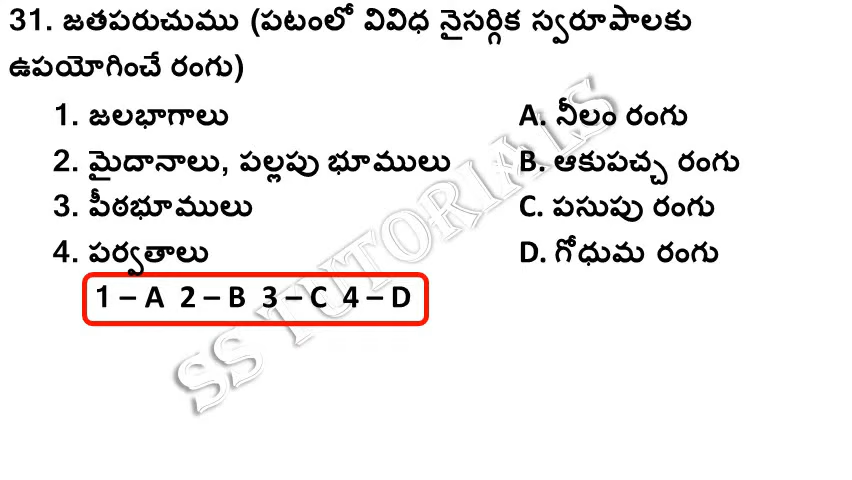 31. జతపరుచుము (పటంలో వివిధ నైసర్గిక స్వరూపాలకు
ఉపయోగించే రంగు)
1. జలభాగాలు A. నీలం రంగు
2. మైదానాలు, పల్లపు భూములు B. ఆకుపచ్చ రంగు
3. పీఠభూములు C. పసుపు రంగు
4. పర్వతాలు D. గోధుమ రంగు
1 – A 2 – B 3 – C 4 – D
SS TUTORIALS